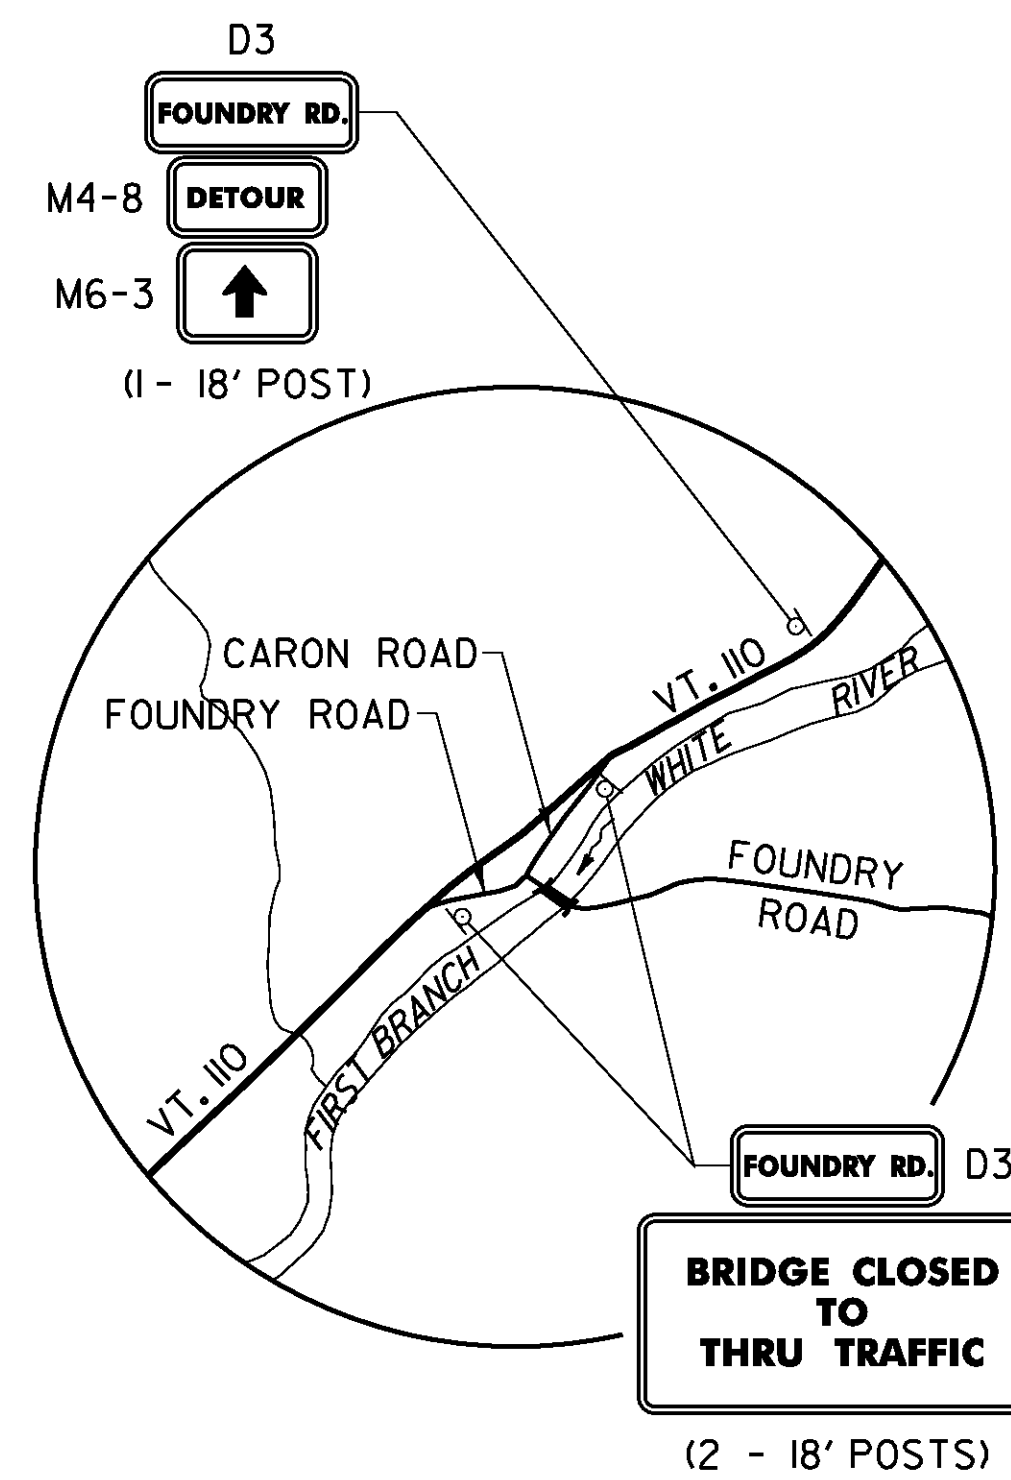 D3
FOUNDRY RD.
M4-8
DETOUR
M6-3
(1 - 18' POST)
CARON ROAD
FOUNDRY ROAD
VT. 110
WHITE RIVER
FOUNDRY
ROAD
FIRST BRANCH
VT. 110
FOUNDRY RD.
D3
BRIDGE CLOSED
TO
THRU TRAFFIC
(2 - 18' POSTS)